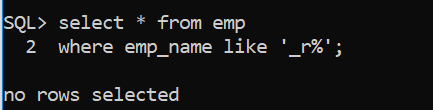 SQL> select * from emp
  2  where emp_name like '_r%';
no rows selected